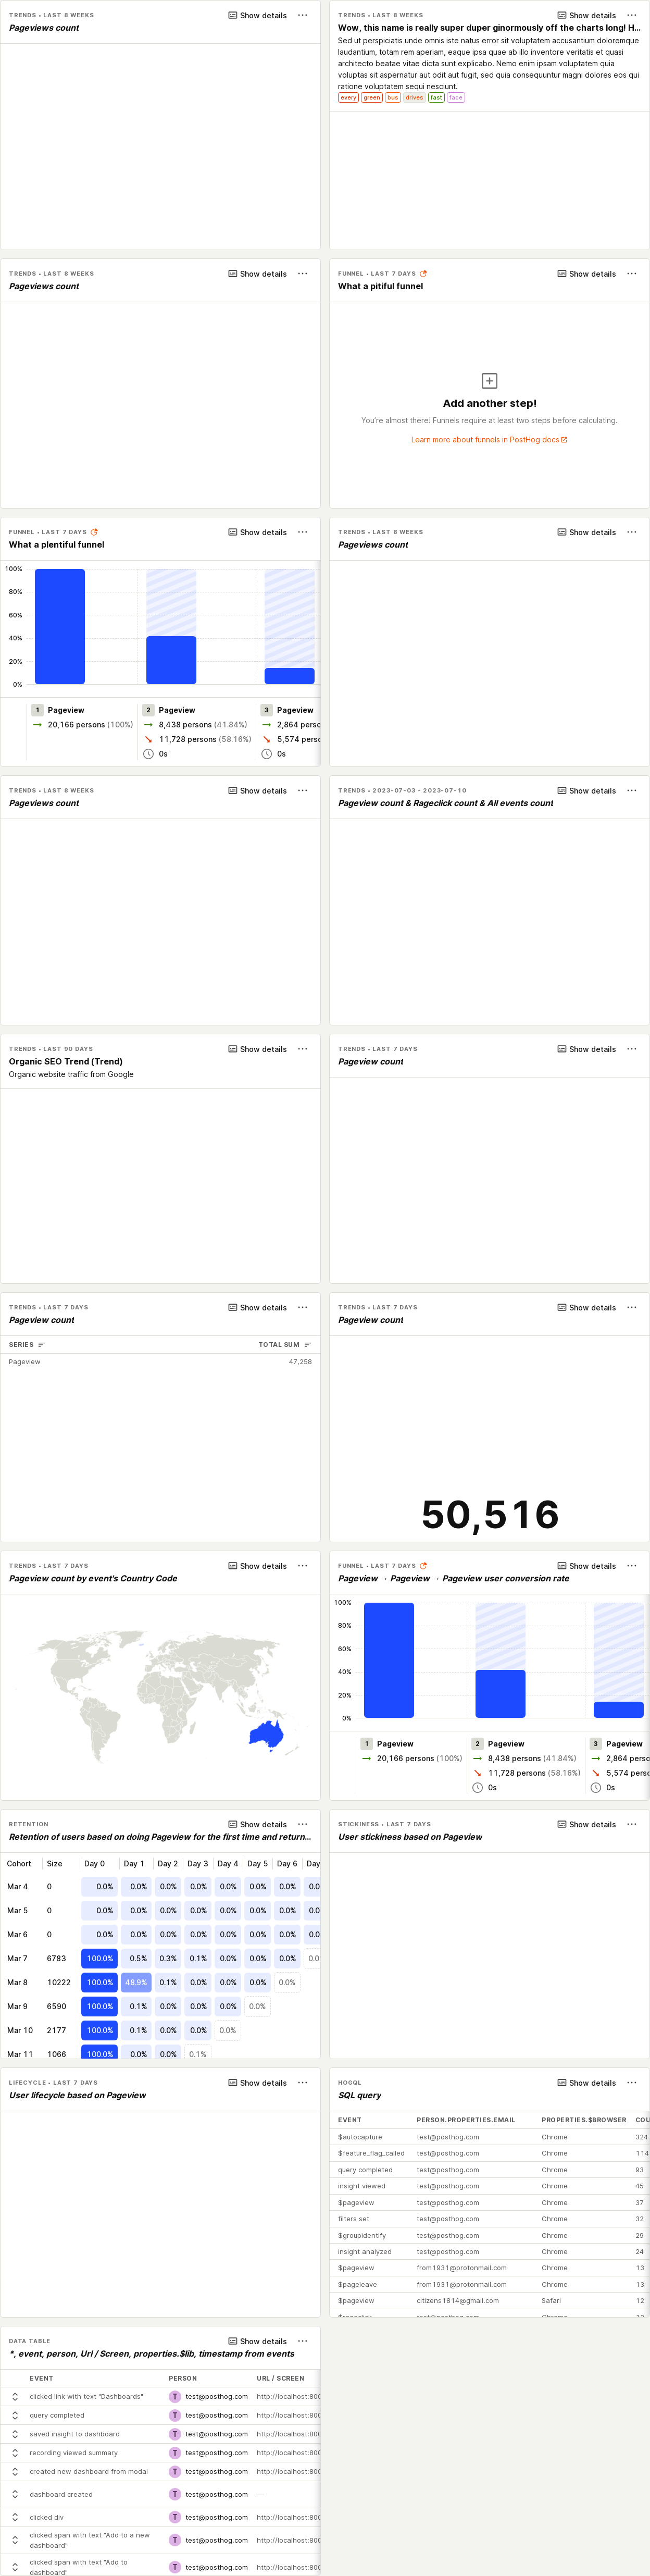 TRENDS • LAST 8 WEEKS
Show details
Pageviews count
TRENDS • LAST 8 WEEKS
Show details
Wow, this name is really super duper ginormously off the charts long! H...
Sed ut perspiciatis unde omnis iste natus error sit voluptatem accusantium doloremque
laudantium, totam rem aperiam, eaque ipsa quae ab illo inventore veritatis et quasi
architecto beatae vitae dicta sunt explicabo. Nemo enim ipsam voluptatem quia
voluptas sit aspernatur aut odit aut fugit, sed quia consequuntur magni dolores eos qui
ratione voluptatem sequi nesciunt.
every green bus drives fast face
TRENDS • LAST 8 WEEKS
Show details
Pageviews count
FUNNEL • LAST 7 DAYS
Show details
What a pitiful funnel
Add another step!
You're almost there! Funnels require at least two steps before calculating.
Learn more about funnels in PostHog docs
FUNNEL • LAST 7 DAYS
Show details
What a plentiful funnel
100%
80%
60%
40%
20%
0%
1 Pageview
20,166 persons (100%)
2 Pageview
8,438 persons (41.84%)
11,728 persons (58.16%)
0s
3 Pageview
2,864 perso
5,574 perso
0s
TRENDS • LAST 8 WEEKS
Show details
Pageviews count
TRENDS • LAST 8 WEEKS
Show details
Pageviews count
TRENDS • 2023-07-03 - 2023-07-10
Show details
Pageview count & Rageclick count & All events count
TRENDS • LAST 90 DAYS
Show details
Organic SEO Trend (Trend)
Organic website traffic from Google
TRENDS • LAST 7 DAYS
Show details
Pageview count
TRENDS • LAST 7 DAYS
Show details
Pageview count
SERIES TOTAL SUM
Pageview 47,258
TRENDS • LAST 7 DAYS
Show details
Pageview count
50,516
TRENDS • LAST 7 DAYS
Show details
Pageview count by event's Country Code
FUNNEL • LAST 7 DAYS
Show details
Pageview → Pageview → Pageview user conversion rate
100%
80%
60%
40%
20%
0%
1 Pageview
20,166 persons (100%)
2 Pageview
8,438 persons (41.84%)
11,728 persons (58.16%)
0s
3 Pageview
2,864 perso
5,574 perso
0s
RETENTION
Show details
Retention of users based on doing Pageview for the first time and return...
Cohort Size Day 0 Day 1 Day 2 Day 3 Day 4 Day 5 Day 6 Day
Mar 4 0 0.0% 0.0% 0.0% 0.0% 0.0% 0.0% 0.0% 0.0
Mar 5 0 0.0% 0.0% 0.0% 0.0% 0.0% 0.0% 0.0% 0.0
Mar 6 0 0.0% 0.0% 0.0% 0.0% 0.0% 0.0% 0.0% 0.0
Mar 7 6783 100.0% 0.5% 0.3% 0.1% 0.0% 0.0% 0.0% 0.0
Mar 8 10222 100.0% 48.9% 0.1% 0.0% 0.0% 0.0% 0.0%
Mar 9 6590 100.0% 0.1% 0.0% 0.0% 0.0% 0.0%
Mar 10 2177 100.0% 0.1% 0.0% 0.0% 0.0%
Mar 11 1066 100.0% 0.0% 0.0% 0.1%
STICKINESS • LAST 7 DAYS
Show details
User stickiness based on Pageview
LIFECYCLE • LAST 7 DAYS
Show details
User lifecycle based on Pageview
HOGQL
Show details
SQL query
EVENT PERSON.PROPERTIES.EMAIL PROPERTIES.$BROWSER COU
$autocapture test@posthog.com Chrome 324
$feature_flag_called test@posthog.com Chrome 114
query completed test@posthog.com Chrome 93
insight viewed test@posthog.com Chrome 45
$pageview test@posthog.com Chrome 37
filters set test@posthog.com Chrome 32
$groupidentify test@posthog.com Chrome 29
insight analyzed test@posthog.com Chrome 24
$pageview from1931@protonmail.com Chrome 13
$pageleave from1931@protonmail.com Chrome 13
$pageview citizens1814@gmail.com Safari 12
DATA TABLE
Show details
*, event, person, Url / Screen, properties.$lib, timestamp from events
EVENT PERSON URL / SCREEN
clicked link with text "Dashboards" T test@posthog.com http://localhost:800
query completed T test@posthog.com http://localhost:800
saved insight to dashboard T test@posthog.com http://localhost:800
recording viewed summary T test@posthog.com http://localhost:800
created new dashboard from modal T test@posthog.com http://localhost:800
dashboard created T test@posthog.com —
clicked div T test@posthog.com http://localhost:800
clicked span with text "Add to a new
dashboard" T test@posthog.com http://localhost:800
clicked span with text "Add to
dashboard" T test@posthog.com http://localhost:800